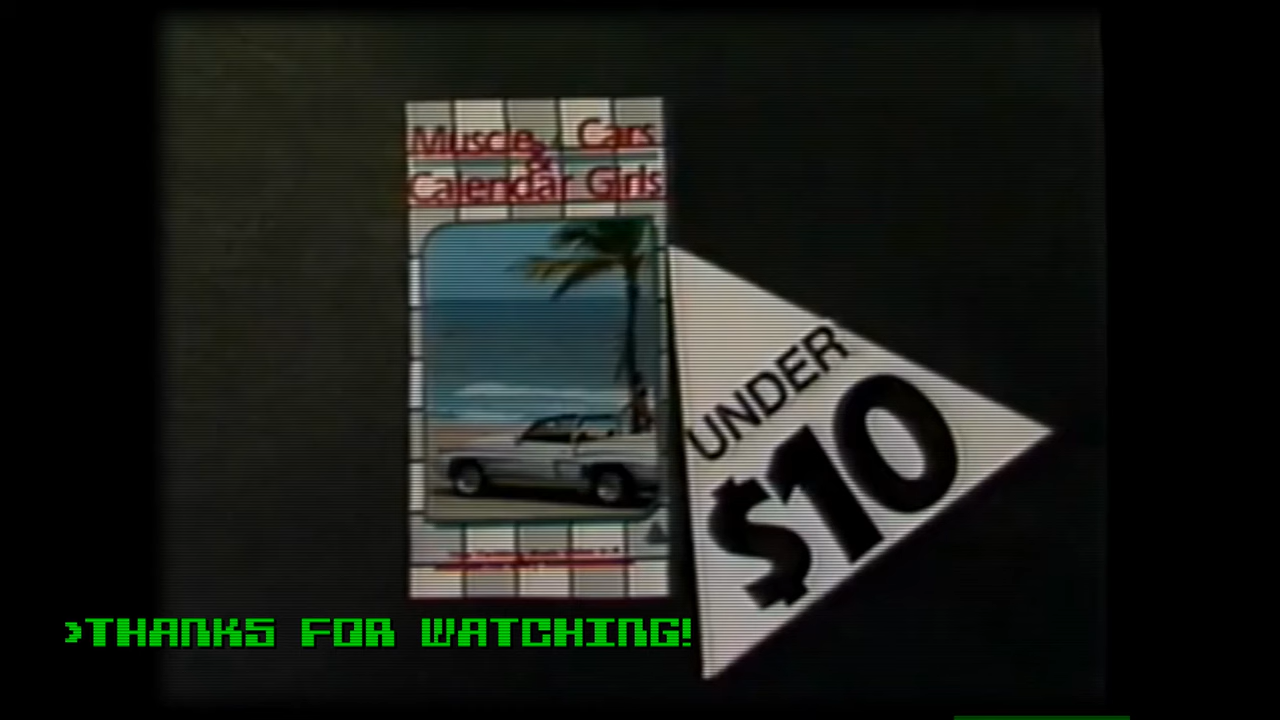 Muscle Cars
&
Calendar Girls
UNDER
$10
>THANKS FOR WATCHING!